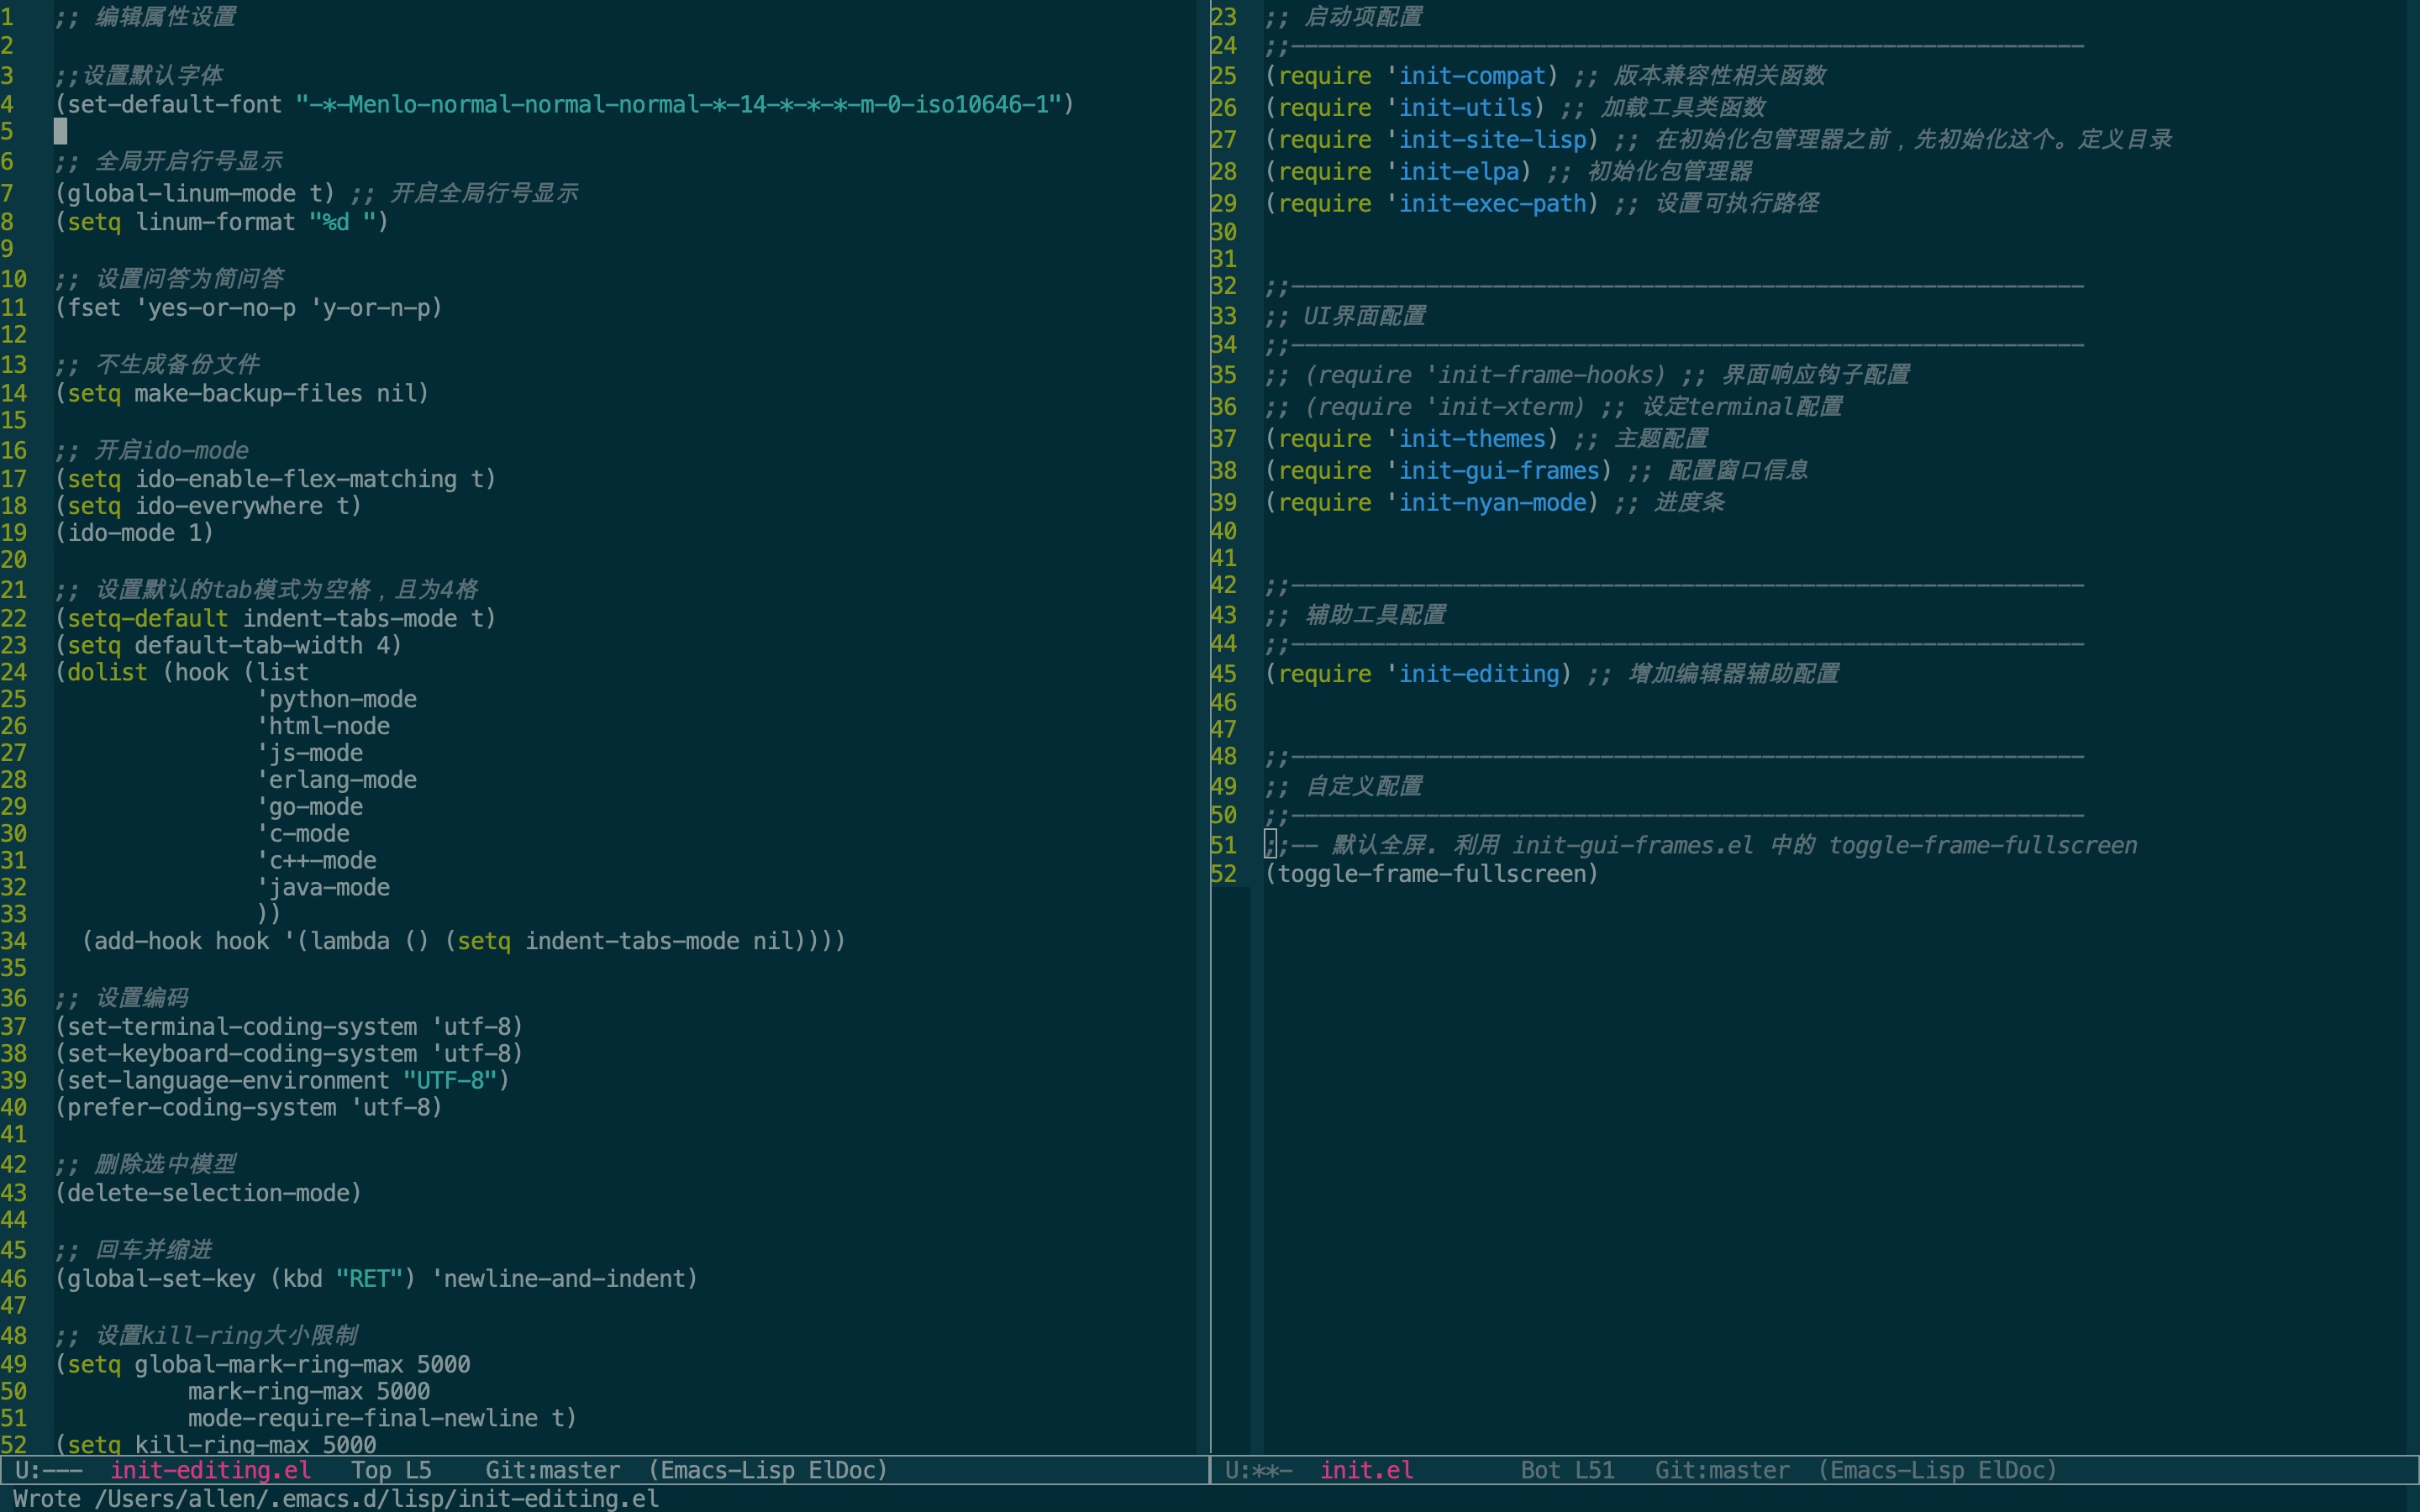 1 ;; 编辑属性设置
2
3 ;;设置默认字体
4 (set-default-font "-*-Menlo-normal-normal-normal-*-14-*-*-*-m-0-iso10646-1")
5
6 ;; 全局开启行号显示
7 (global-linum-mode t) ;; 开启全局行号显示
8 (setq linum-format "%d ")
9
10 ;; 设置问答为简问答
11 (fset 'yes-or-no-p 'y-or-n-p)
12
13 ;; 不生成备份文件
14 (setq make-backup-files nil)
15
16 ;; 开启ido-mode
17 (setq ido-enable-flex-matching t)
18 (setq ido-everywhere t)
19 (ido-mode 1)
20
21 ;; 设置默认的tab模式为空格，且为4格
22 (setq-default indent-tabs-mode t)
23 (setq default-tab-width 4)
24 (dolist (hook (list
25 'python-mode
26 'html-node
27 'js-mode
28 'erlang-mode
29 'go-mode
30 'c-mode
31 'c++-mode
32 'java-mode
33 ))
34 (add-hook hook '(lambda () (setq indent-tabs-mode nil))))
35
36 ;; 设置编码
37 (set-terminal-coding-system 'utf-8)
38 (set-keyboard-coding-system 'utf-8)
39 (set-language-environment "UTF-8")
40 (prefer-coding-system 'utf-8)
41
42 ;; 删除选中模型
43 (delete-selection-mode)
44
45 ;; 回车并缩进
46 (global-set-key (kbd "RET") 'newline-and-indent)
47
48 ;; 设置kill-ring大小限制
49 (setq global-mark-ring-max 5000
50 mark-ring-max 5000
51 mode-require-final-newline t)
52 (setq kill-ring-max 5000
U:--- init-editing.el Top L5 Git:master (Emacs-Lisp ElDoc)
23 ;; 启动项配置
24 ;;-----------------------------------------------------------
25 (require 'init-compat) ;; 版本兼容性相关函数
26 (require 'init-utils) ;; 加载工具类函数
27 (require 'init-site-lisp) ;; 在初始化包管理器之前，先初始化这个。定义目录
28 (require 'init-elpa) ;; 初始化包管理器
29 (require 'init-exec-path) ;; 设置可执行路径
30
31
32 ;;-----------------------------------------------------------
33 ;; UI界面配置
34 ;;-----------------------------------------------------------
35 ;; (require 'init-frame-hooks) ;; 界面响应钩子配置
36 ;; (require 'init-xterm) ;; 设定terminal配置
37 (require 'init-themes) ;; 主题配置
38 (require 'init-gui-frames) ;; 配置窗口信息
39 (require 'init-nyan-mode) ;; 进度条
40
41
42 ;;-----------------------------------------------------------
43 ;; 辅助工具配置
44 ;;-----------------------------------------------------------
45 (require 'init-editing) ;; 增加编辑器辅助配置
46
47
48 ;;-----------------------------------------------------------
49 ;; 自定义配置
50 ;;-----------------------------------------------------------
51 ;;-- 默认全屏. 利用 init-gui-frames.el 中的 toggle-frame-fullscreen
52 (toggle-frame-fullscreen)
U:**- init.el Bot L51 Git:master (Emacs-Lisp ElDoc)
Wrote /Users/allen/.emacs.d/lisp/init-editing.el